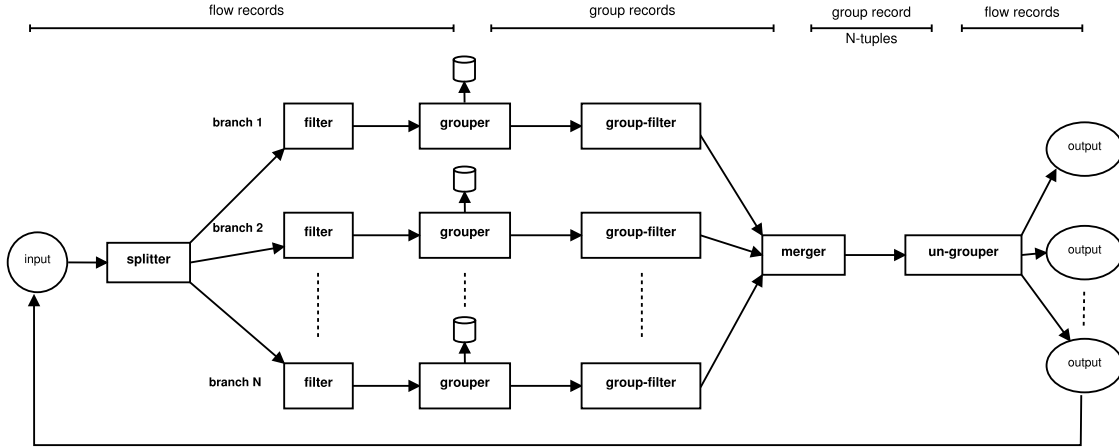 flow records
group records
group record
N-tuples
flow records
branch 1
filter
grouper
group-filter
output
branch 2
filter
grouper
group-filter
input
splitter
merger
un-grouper
output
branch N
filter
grouper
group-filter
output